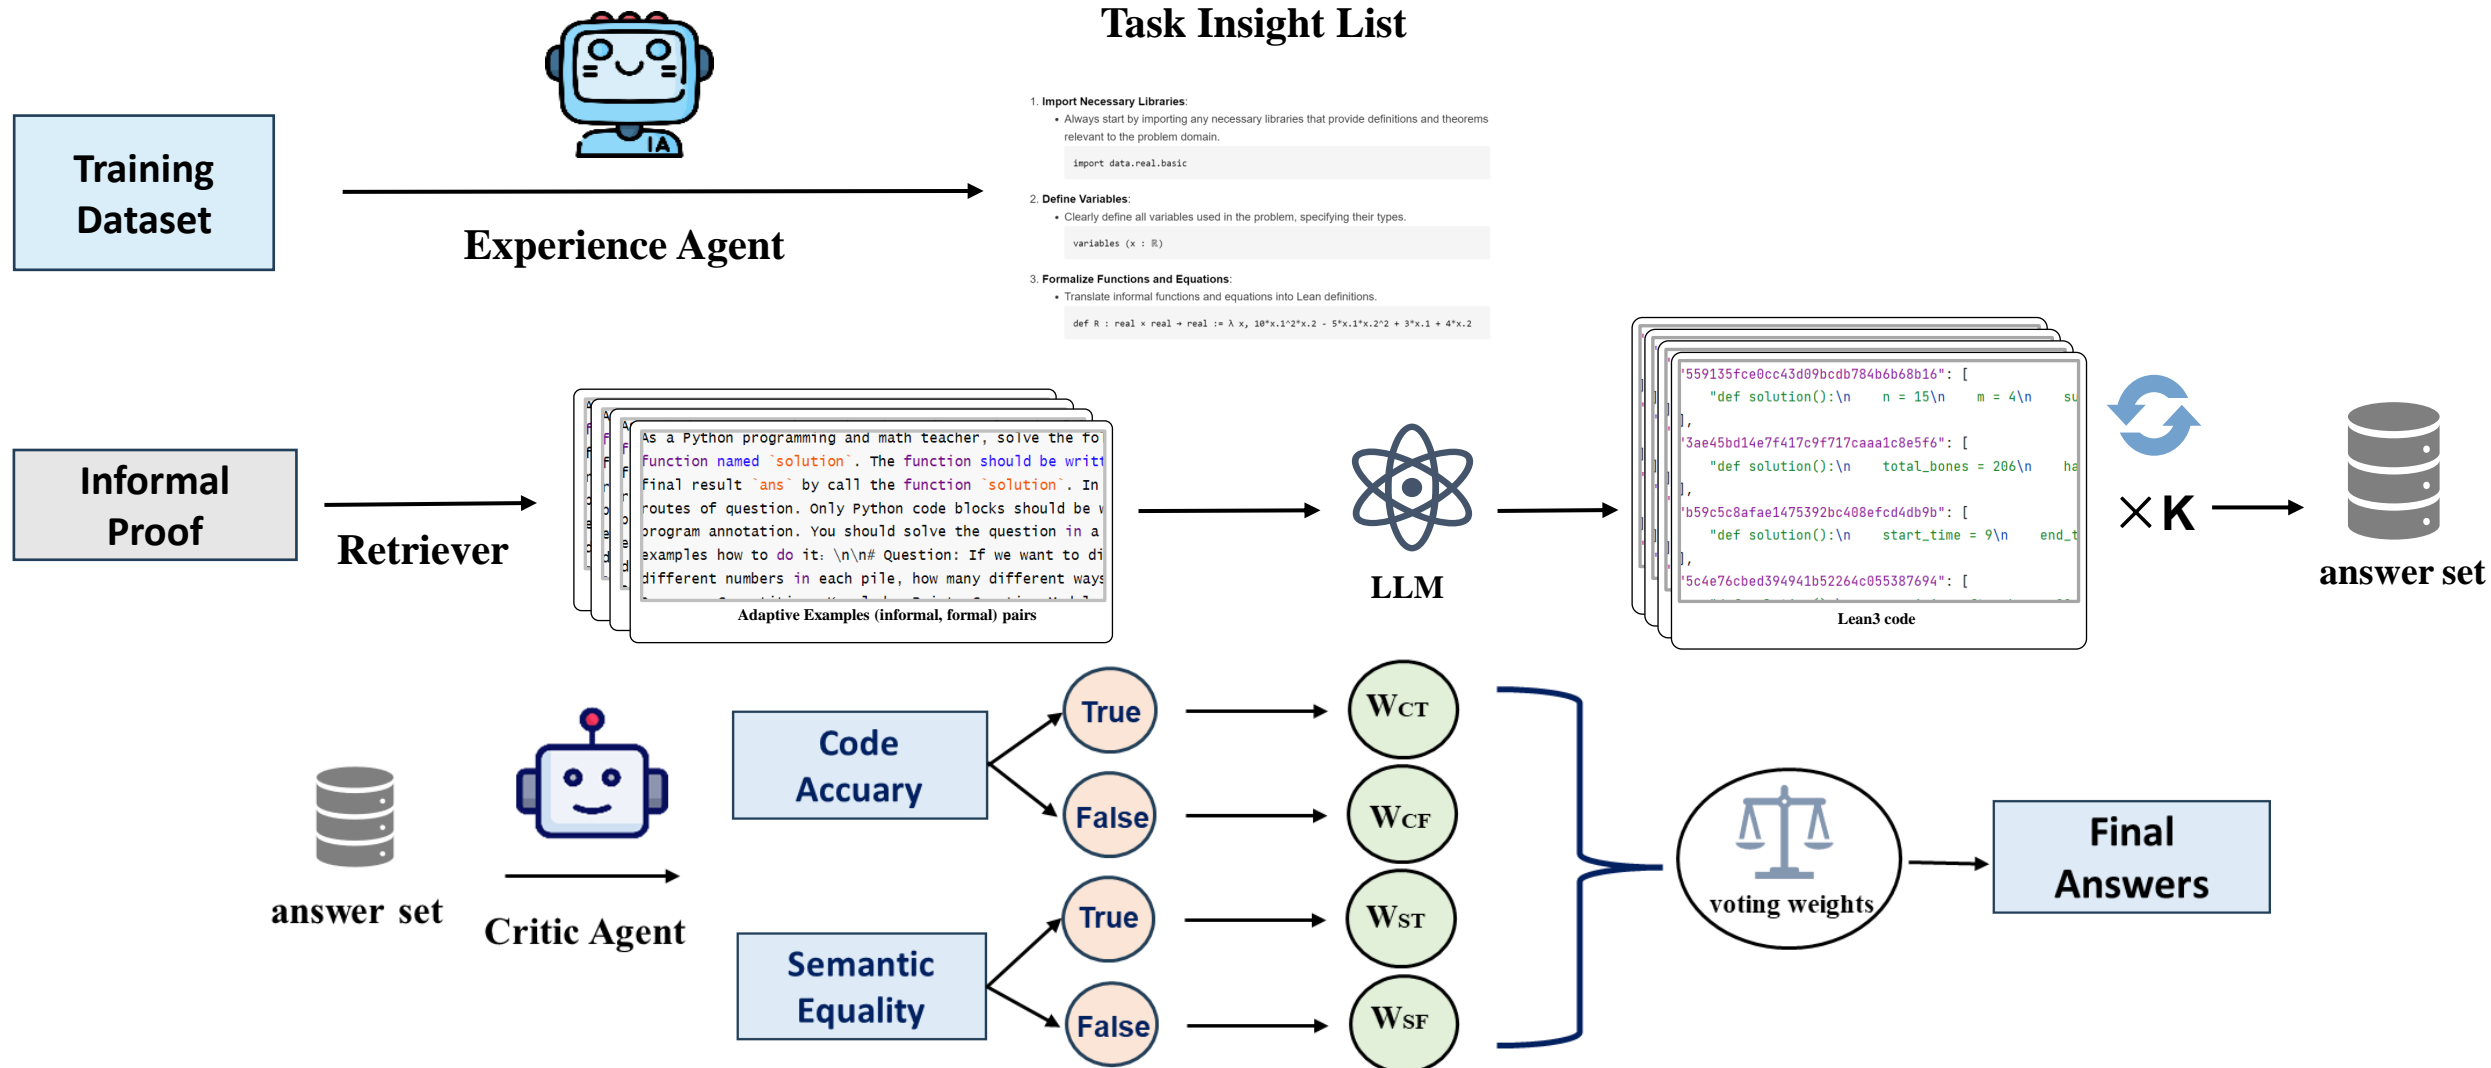 Task Insight List
IA
Training
Dataset
Experience Agent
1. Import Necessary Libraries:
• Always start by importing any necessary libraries that provide definitions and theorems
relevant to the problem domain.
import data.real.basic
2. Define Variables:
• Clearly define all variables used in the problem, specifying their types.
variables (x : ℝ)
3. Formalize Functions and Equations:
• Translate informal functions and equations into Lean definitions.
def R : real × real → real := λ x, 10*x.1^2*x.2 - 5*x.1*x.2^2 + 3*x.1 + 4*x.2
Informal
Proof
Retriever
As a Python programming and math teacher, solve the fo
function named `solution`. The function should be writt
final result `ans` by call the function `solution`. In
routes of question. Only Python code blocks should be w
program annotation. You should solve the question in a
examples how to do it: \n\n# Question: If we want to di
different numbers in each pile, how many different ways
Adaptive Examples (informal, formal) pairs
LLM
"559135fce0cc43d09bcdb784b6b68b16": [
"def solution():\n    n = 15\n    m = 4\n    su
],
"3ae45bd14e7f417c9f717caaa1c8e5f6": [
"def solution():\n    total_bones = 206\n    ha
],
"b59c5c8afae1475392bc408efcd4db9b": [
"def solution():\n    start_time = 9\n    end_t
],
"5c4e76cbed394941b52264c055387694": [
Lean3 code
×K
answer set
answer set
Critic Agent
Code
Accuary
True
False
WCT
WCF
Semantic
Equality
True
False
WST
WSF
voting weights
Final
Answers